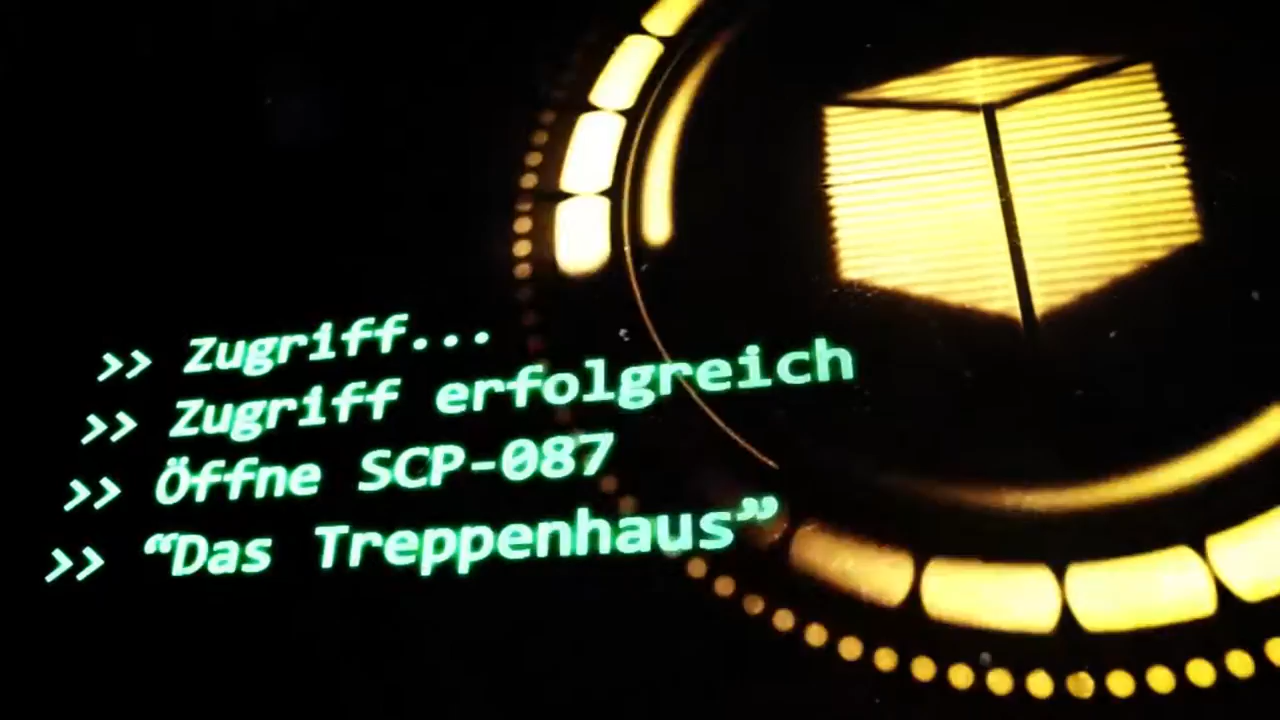 >> Zugriff...
>> Zugriff erfolgreich
>> Öffne SCP-087
>> “Das Treppenhaus”